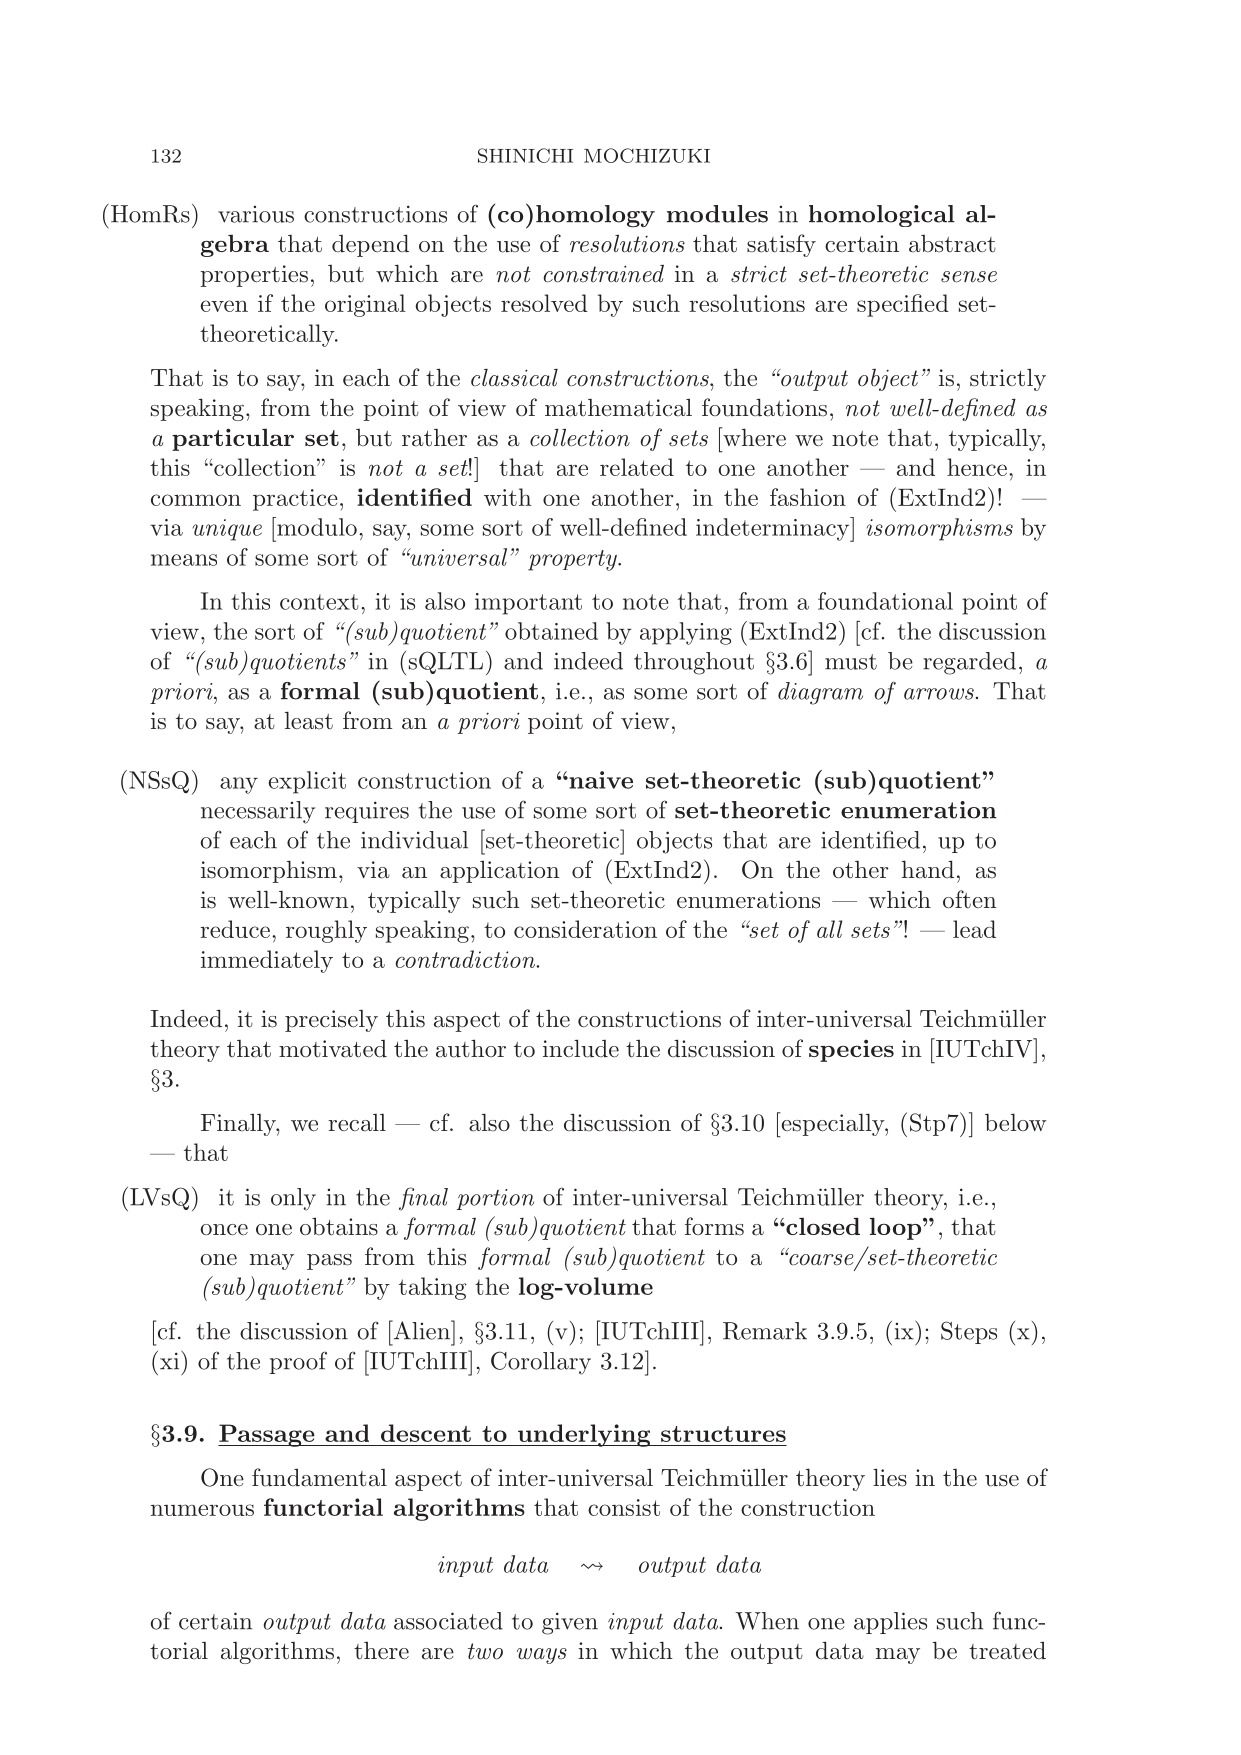 132
SHINICHI MOCHIZUKI
(HomRs) various constructions of (co)homology modules in homological al-
gebra that depend on the use of resolutions that satisfy certain abstract
properties, but which are not constrained in a strict set-theoretic sense
even if the original objects resolved by such resolutions are specified set-
theoretically.
That is to say, in each of the classical constructions, the “output object” is, strictly
speaking, from the point of view of mathematical foundations, not well-defined as
a particular set, but rather as a collection of sets [where we note that, typically,
this “collection” is not a set!] that are related to one another — and hence, in
common practice, identified with one another, in the fashion of (ExtInd2)! —
via unique [modulo, say, some sort of well-defined indeterminacy] isomorphisms by
means of some sort of “universal” property.
In this context, it is also important to note that, from a foundational point of
view, the sort of “(sub)quotient” obtained by applying (ExtInd2) [cf. the discussion
of “(sub)quotients” in (sQLTL) and indeed throughout §3.6] must be regarded, a
priori, as a formal (sub)quotient, i.e., as some sort of diagram of arrows. That
is to say, at least from an a priori point of view,
(NSsQ) any explicit construction of a “naive set-theoretic (sub)quotient”
necessarily requires the use of some sort of set-theoretic enumeration
of each of the individual [set-theoretic] objects that are identified, up to
isomorphism, via an application of (ExtInd2). On the other hand, as
is well-known, typically such set-theoretic enumerations — which often
reduce, roughly speaking, to consideration of the “set of all sets”! — lead
immediately to a contradiction.
Indeed, it is precisely this aspect of the constructions of inter-universal Teichmüller
theory that motivated the author to include the discussion of species in [IUTchIV],
§3.
Finally, we recall — cf. also the discussion of §3.10 [especially, (Stp7)] below
— that
(LVsQ) it is only in the final portion of inter-universal Teichmüller theory, i.e.,
once one obtains a formal (sub)quotient that forms a “closed loop”, that
one may pass from this formal (sub)quotient to a “coarse/set-theoretic
(sub)quotient” by taking the log-volume
[cf. the discussion of [Alien], §3.11, (v); [IUTchIII], Remark 3.9.5, (ix); Steps (x),
(xi) of the proof of [IUTchIII], Corollary 3.12].
§3.9. Passage and descent to underlying structures
One fundamental aspect of inter-universal Teichmüller theory lies in the use of
numerous functorial algorithms that consist of the construction
input data ⇝ output data
of certain output data associated to given input data. When one applies such func-
torial algorithms, there are two ways in which the output data may be treated